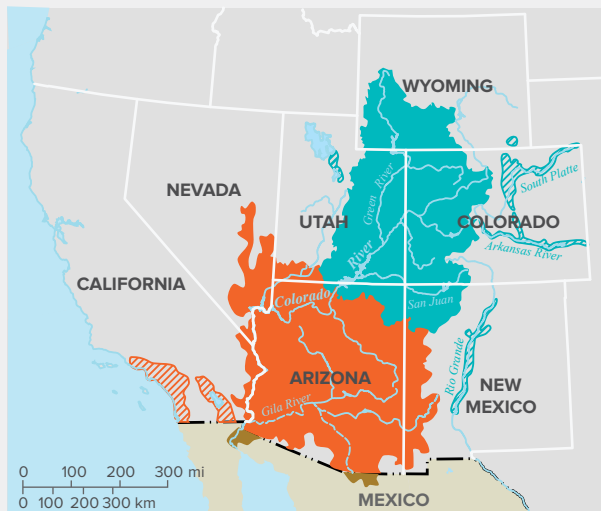 WYOMING
South Platte
NEVADA
Green River
UTAH
COLORADO
Arkansas River
River
CALIFORNIA
Colorado
San Juan
ARIZONA
Rio Grande
NEW
MEXICO
Gila River
0 100 200 300 mi
0 100 200 300 km
MEXICO